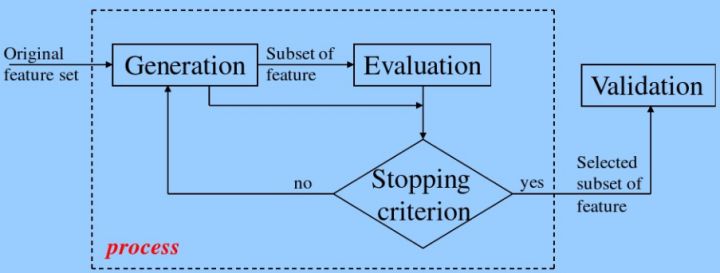 Original
feature set
Generation
Subset of
feature
Evaluation
Validation
Stopping
criterion
no
yes
Selected
subset of
feature
process